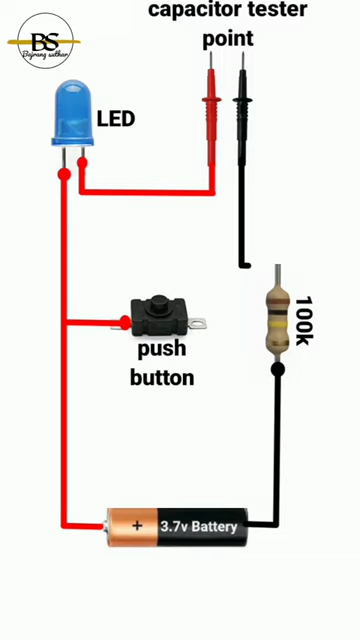 BS
Bajrang suthar
capacitor tester
point
LED
100k
push
button
+ 3.7v Battery